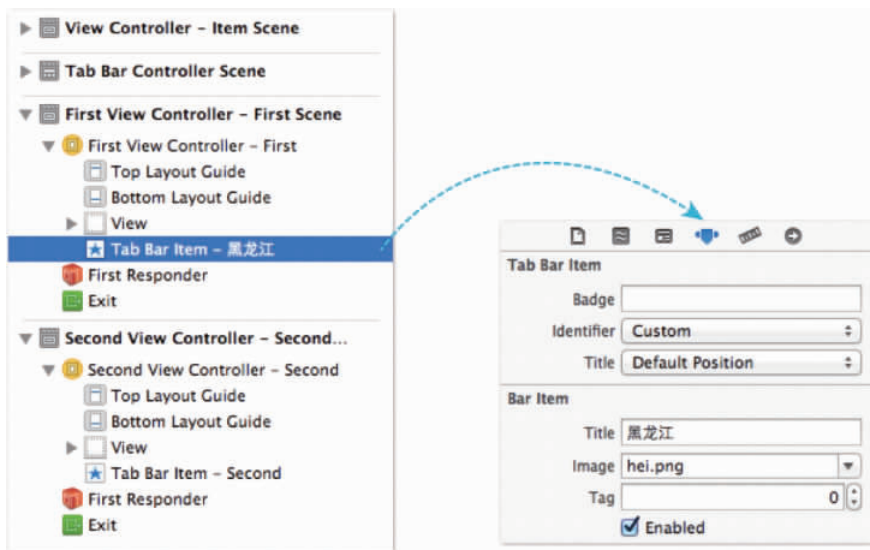 View Controller – Item Scene
Tab Bar Controller Scene
First View Controller – First Scene
First View Controller – First
Top Layout Guide
Bottom Layout Guide
View
Tab Bar Item – 黑龙江
First Responder
Exit
Second View Controller – Second...
Second View Controller – Second
Top Layout Guide
Bottom Layout Guide
View
Tab Bar Item – Second
First Responder
Exit
Tab Bar Item
Badge
Identifier Custom
Title Default Position
Bar Item
Title 黑龙江
Image hei.png
Tag 0
Enabled